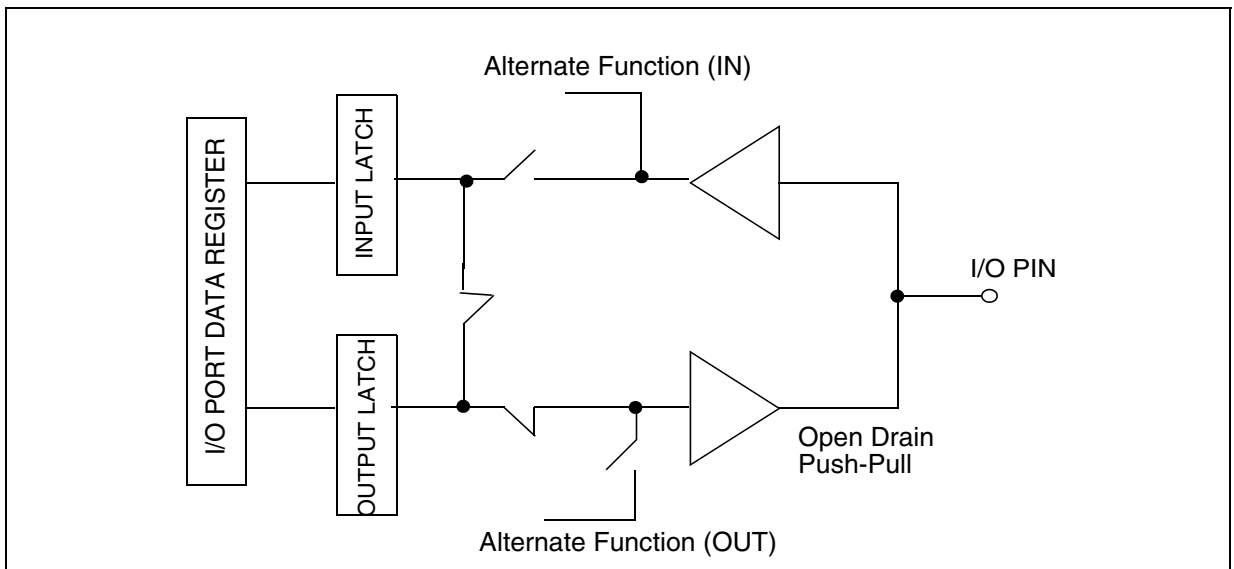 Alternate Function (IN)
I/O PORT DATA REGISTER
INPUT LATCH
I/O PIN
OUTPUT LATCH
Open Drain
Push-Pull
Alternate Function (OUT)